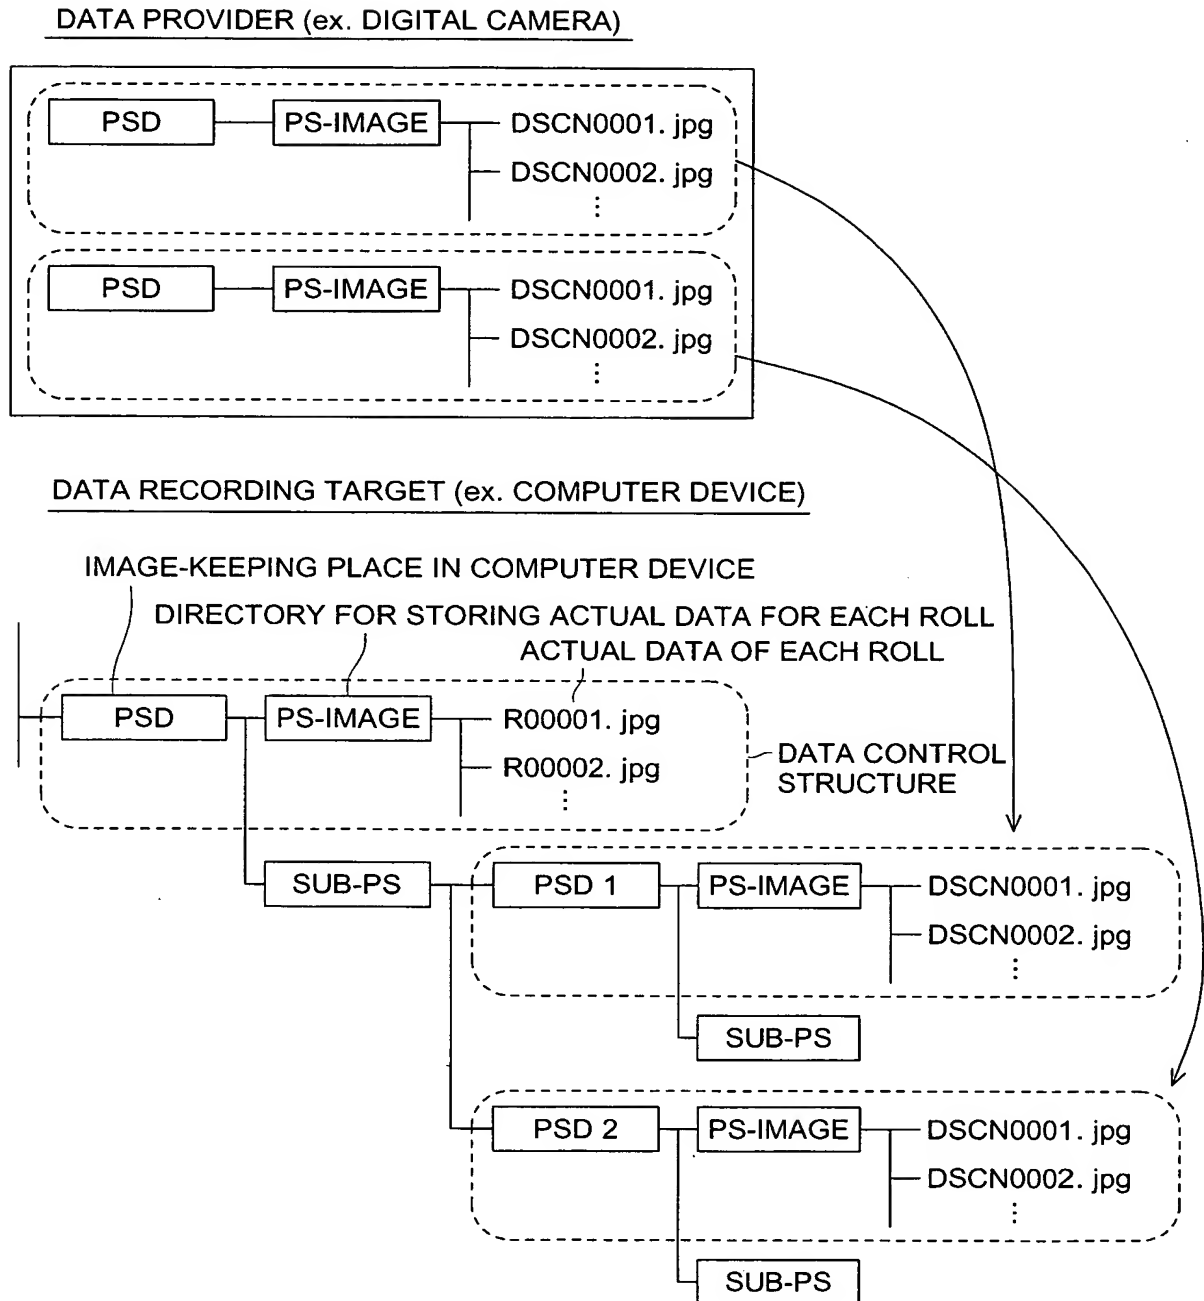 DATA PROVIDER (ex. DIGITAL CAMERA)
PSD PS-IMAGE DSCN0001. jpg
DSCN0002. jpg
⋮
PSD PS-IMAGE DSCN0001. jpg
DSCN0002. jpg
⋮
DATA RECORDING TARGET (ex. COMPUTER DEVICE)
IMAGE-KEEPING PLACE IN COMPUTER DEVICE
DIRECTORY FOR STORING ACTUAL DATA FOR EACH ROLL
ACTUAL DATA OF EACH ROLL
PSD PS-IMAGE R00001. jpg
R00002. jpg
⋮
DATA CONTROL
STRUCTURE
SUB-PS PSD 1 PS-IMAGE DSCN0001. jpg
DSCN0002. jpg
⋮
SUB-PS
PSD 2 PS-IMAGE DSCN0001. jpg
DSCN0002. jpg
⋮
SUB-PS